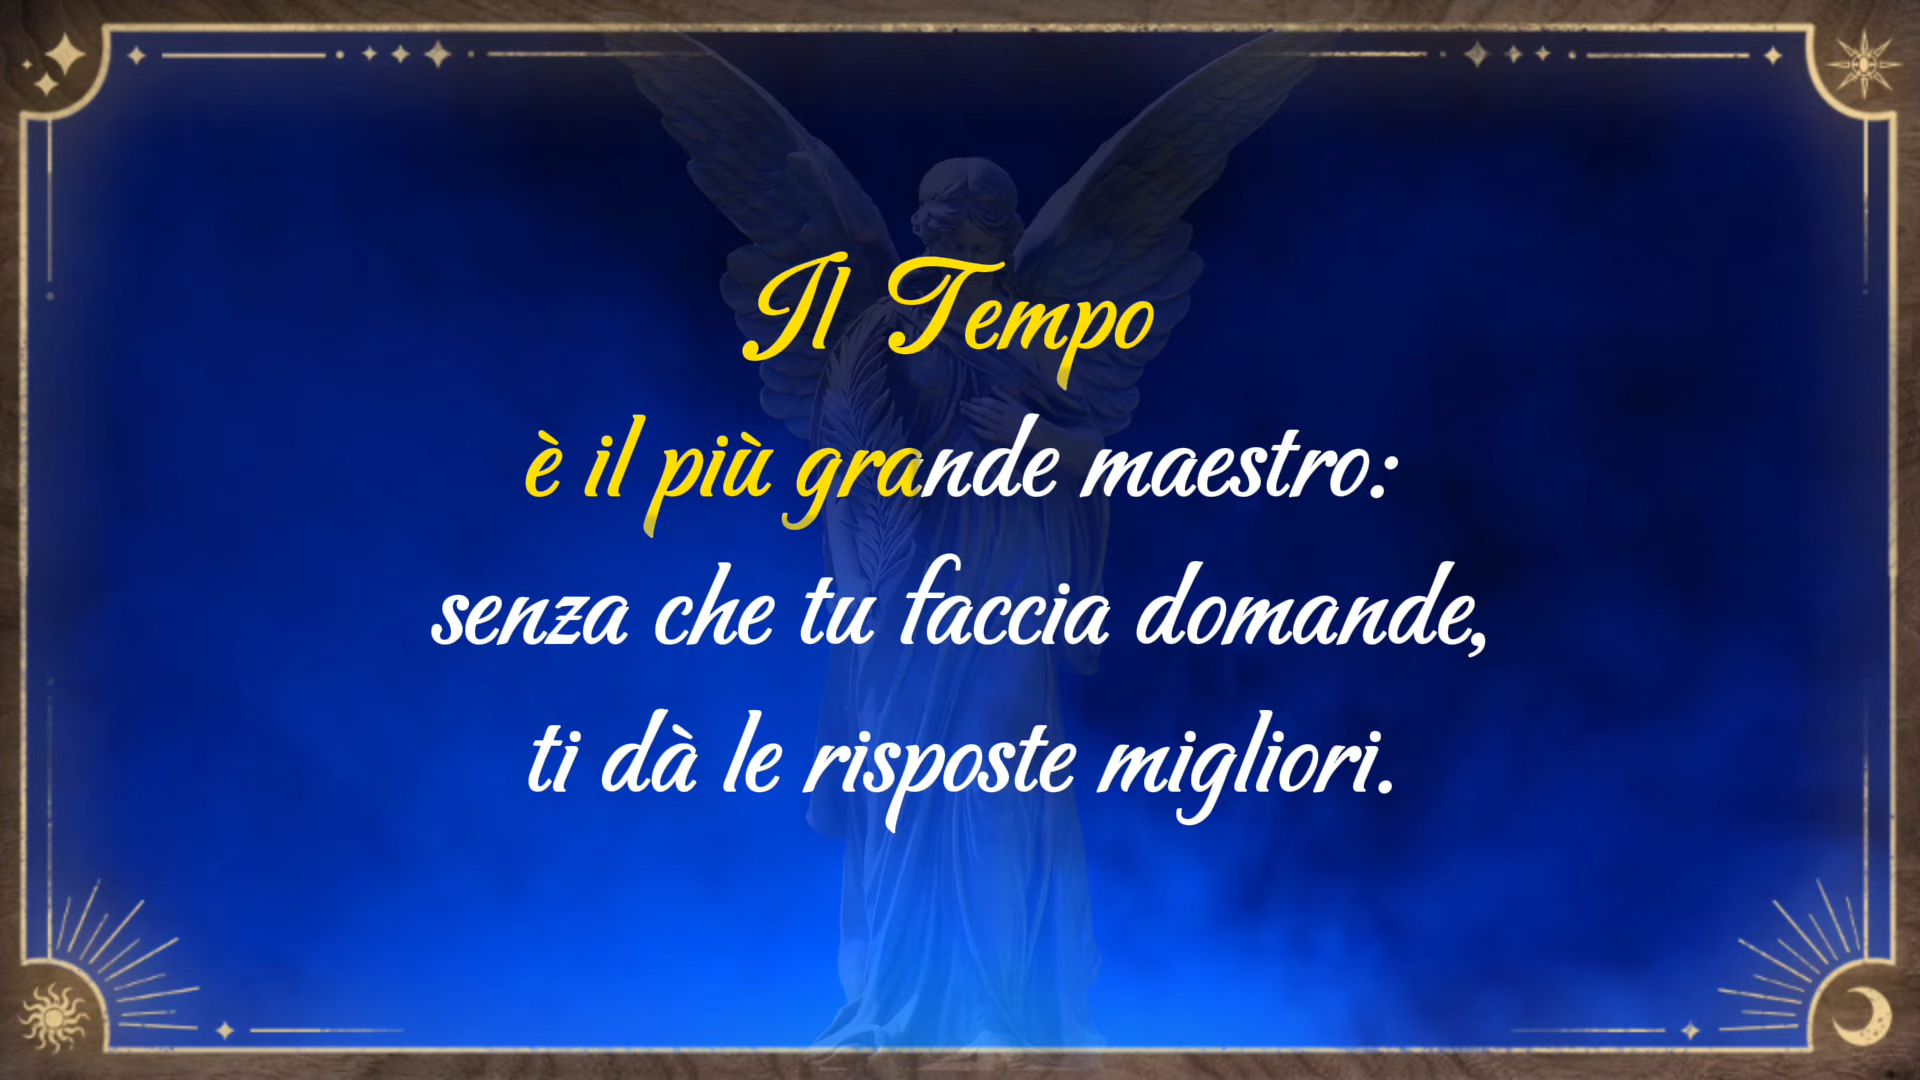 Il Tempo
è il più grande maestro:
senza che tu faccia domande,
ti dà le risposte migliori.